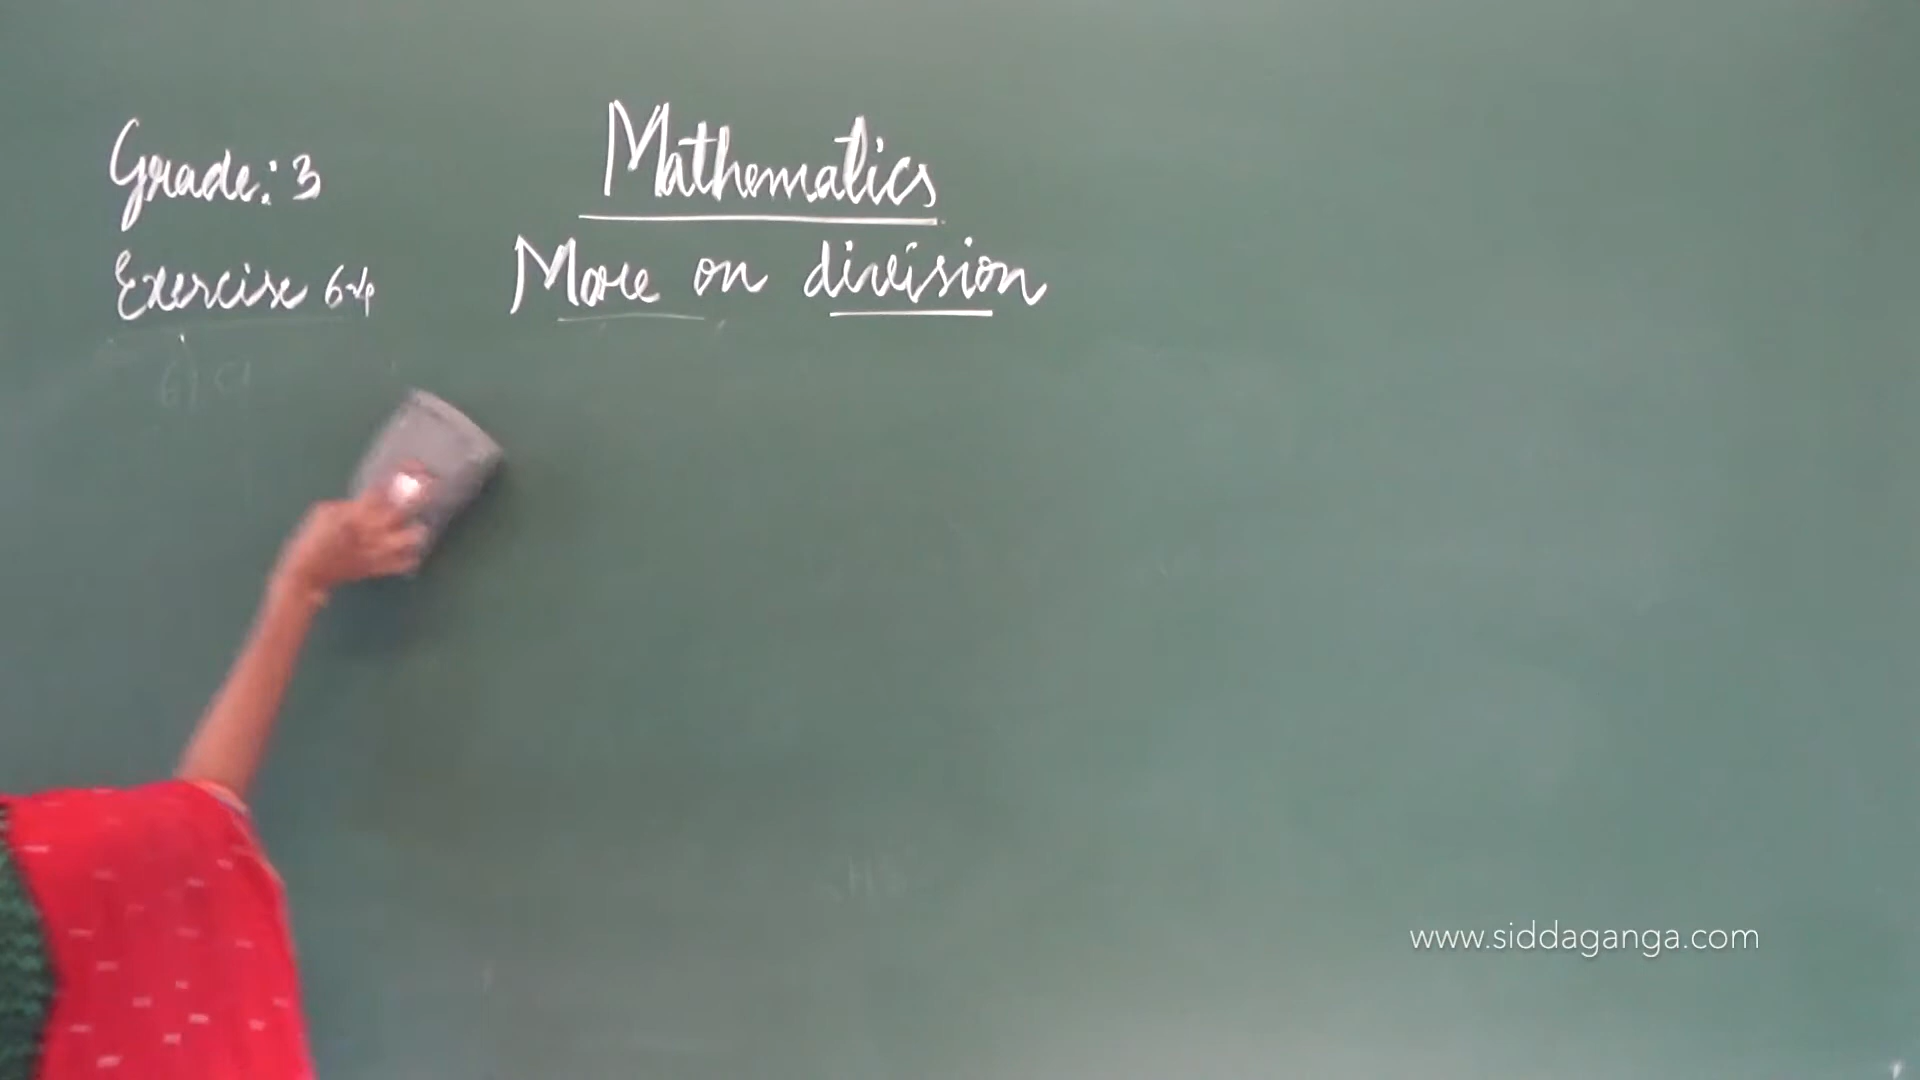 Grade: 3
Mathematics
Exercise 6.4
More on division
www.siddaganga.com